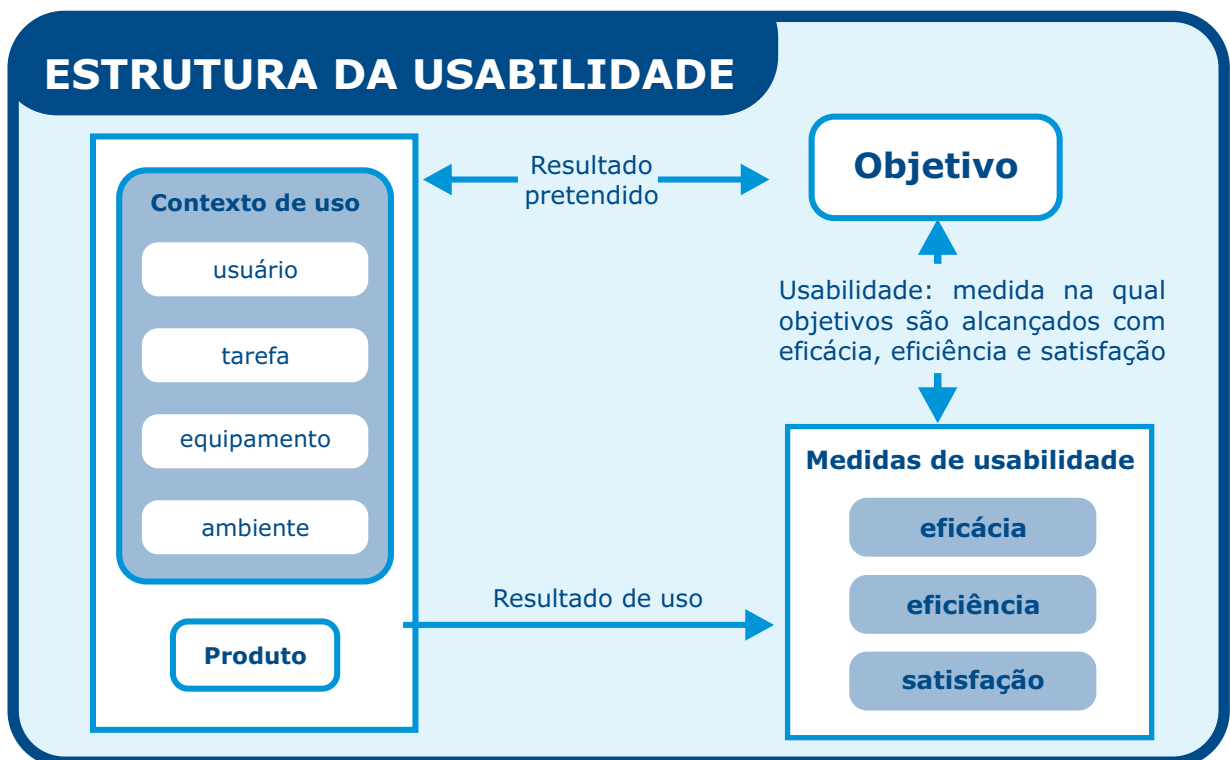 ESTRUTURA DA USABILIDADE
Contexto de uso
usuário
tarefa
equipamento
ambiente
Produto
Resultado
pretendido
Objetivo
Usabilidade: medida na qual
objetivos são alcançados com
eficácia, eficiência e satisfação
Resultado de uso
Medidas de usabilidade
eficácia
eficiência
satisfação